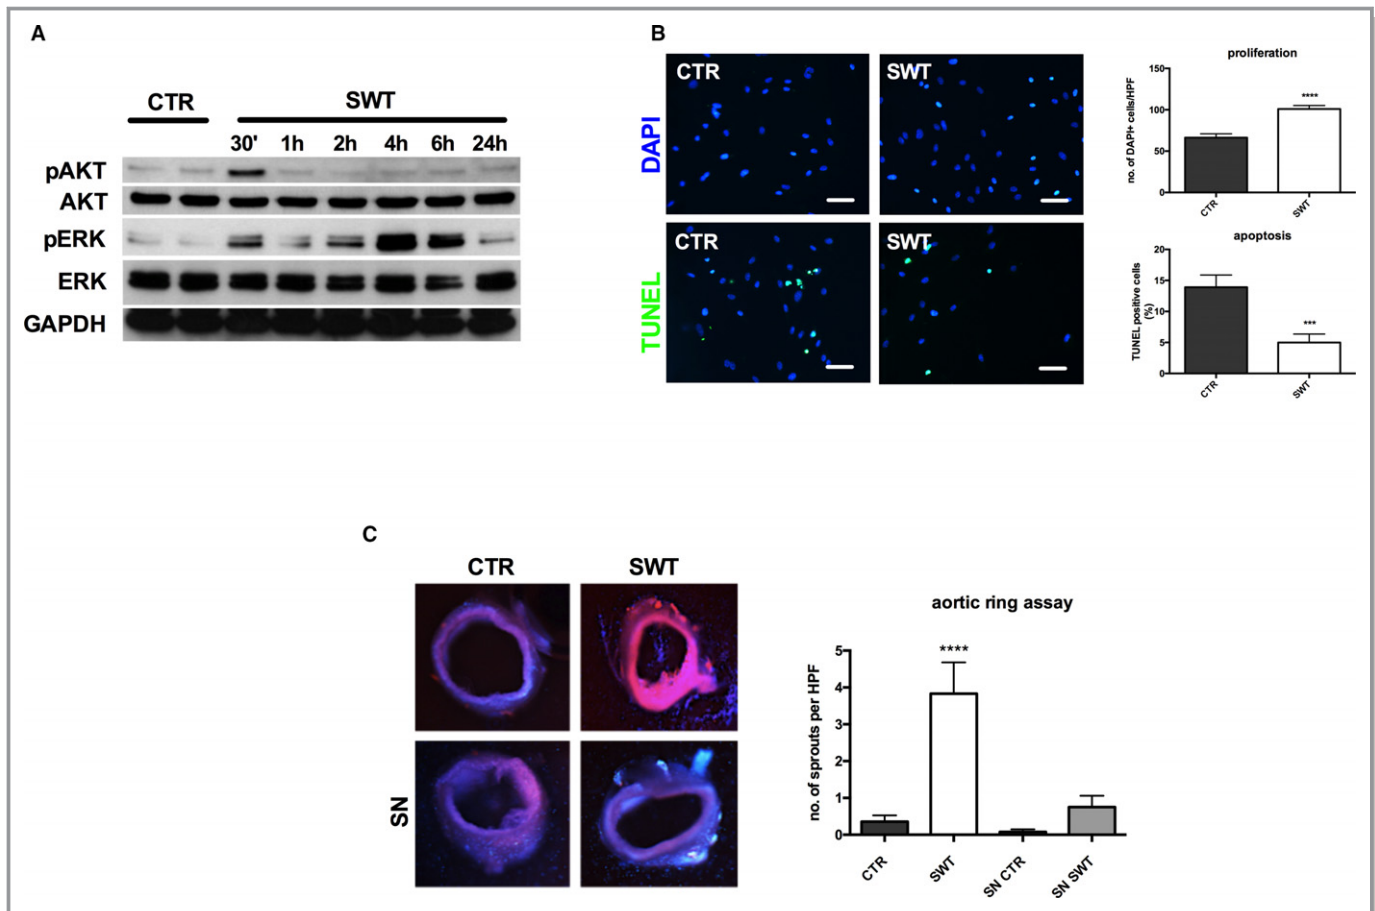 A
CTR SWT
30' 1h 2h 4h 6h 24h
pAKT
AKT
pERK
ERK
GAPDH
B
CTR SWT
DAPI
CTR SWT
TUNEL
proliferation
no. of DAPI+ cells/HPF
150
100
50
0
****
CTR SWT
apoptosis
TUNEL positive cells
(%)
20
15
10
5
0
***
CTR SWT
C
CTR SWT
SN
aortic ring assay
no. of sprouts per HPF
5
4
3
2
1
0
****
CTR SWT SN CTR SN SWT